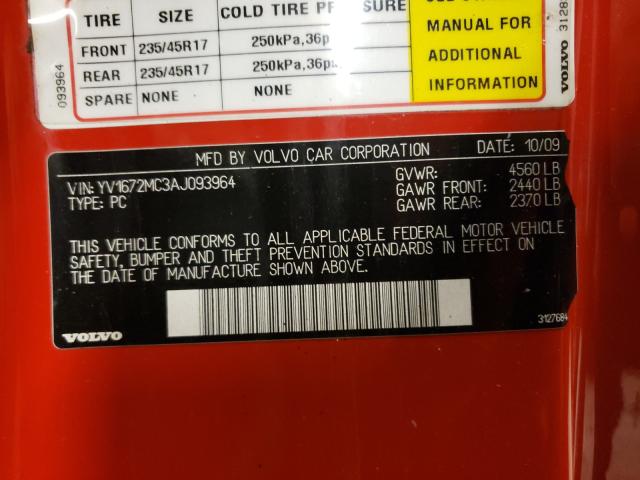 TIRE SIZE COLD TIRE PR SURE
FRONT 235/45R17 250kPa,36p
REAR 235/45R17 250kPa,36p
SPARE NONE NONE
MANUAL FOR
ADDITIONAL
INFORMATION
093964
VOLVO 3128
MFD BY VOLVO CAR CORPORATION DATE: 10/09
VIN: YV1672MC3AJ093964 GVWR: 4560 LB
TYPE: PC GAWR FRONT: 2440 LB
GAWR REAR: 2370 LB
THIS VEHICLE CONFORMS TO ALL APPLICABLE FEDERAL MOTOR VEHICLE
SAFETY, BUMPER AND THEFT PREVENTION STANDARDS IN EFFECT ON
THE DATE OF MANUFACTURE SHOWN ABOVE.
VOLVO 3127684